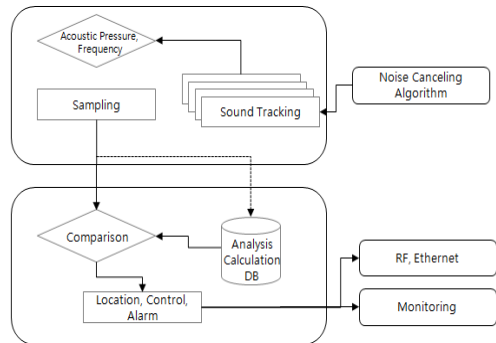 Acoustic Pressure,
Frequency
Sampling
Sound Tracking
Noise Canceling
Algorithm
Comparison
Analysis
Calculation
DB
Location, Control,
Alarm
RF, Ethernet
Monitoring